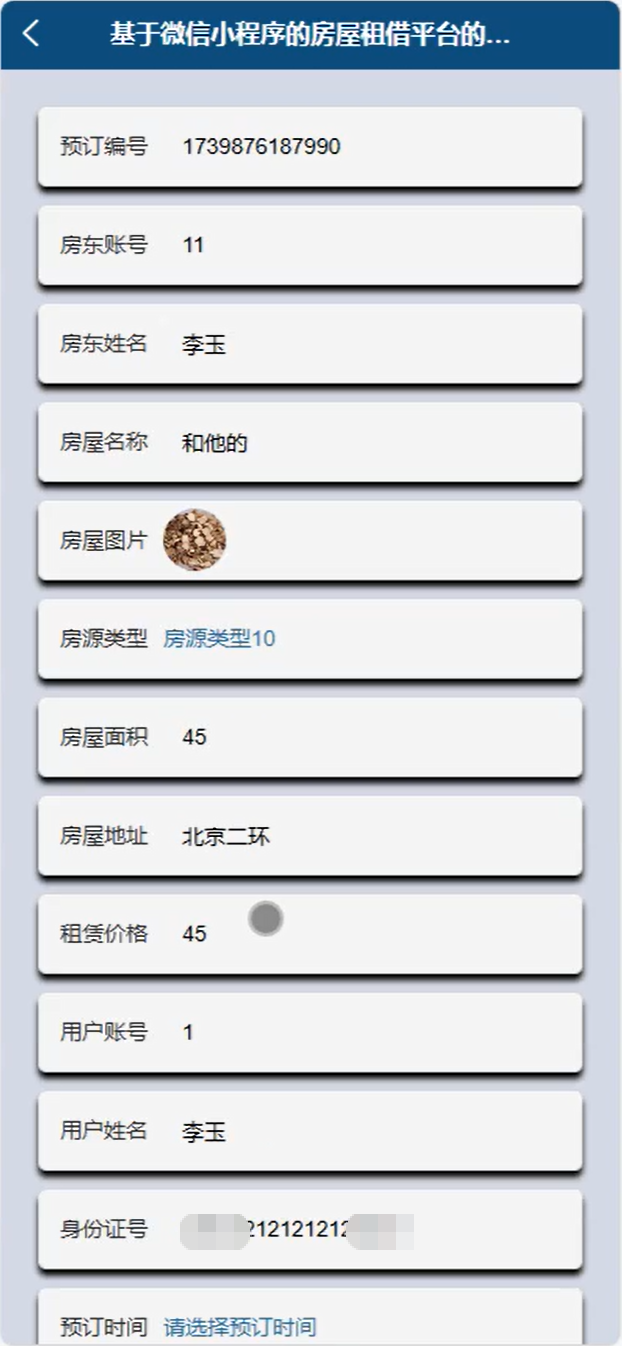 基于微信小程序的房屋租借平台的...
预订编号 1739876187990
房东账号 11
房东姓名 李玉
房屋名称 和他的
房屋图片
房源类型 房源类型10
房屋面积 45
房屋地址 北京二环
租赁价格 45
用户账号 1
用户姓名 李玉
身份证号 212121212
预订时间 请选择预订时间